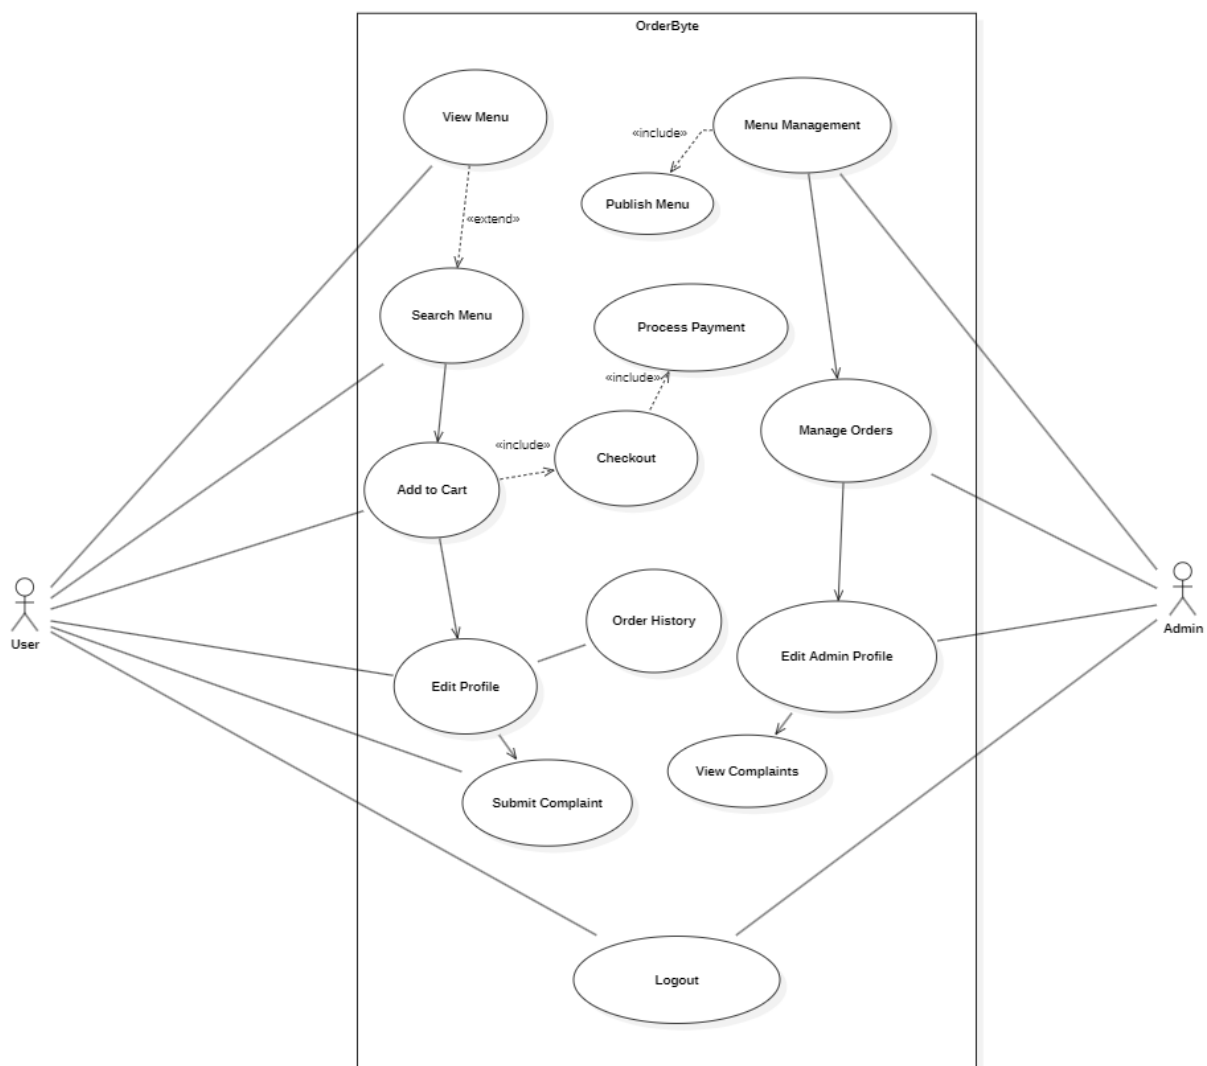 OrderByte
View Menu
Menu Management
«include»
Publish Menu
«extend»
Search Menu
Process Payment
«include»
Manage Orders
«include»
Checkout
Add to Cart
User
Admin
Order History
Edit Admin Profile
Edit Profile
View Complaints
Submit Complaint
Logout